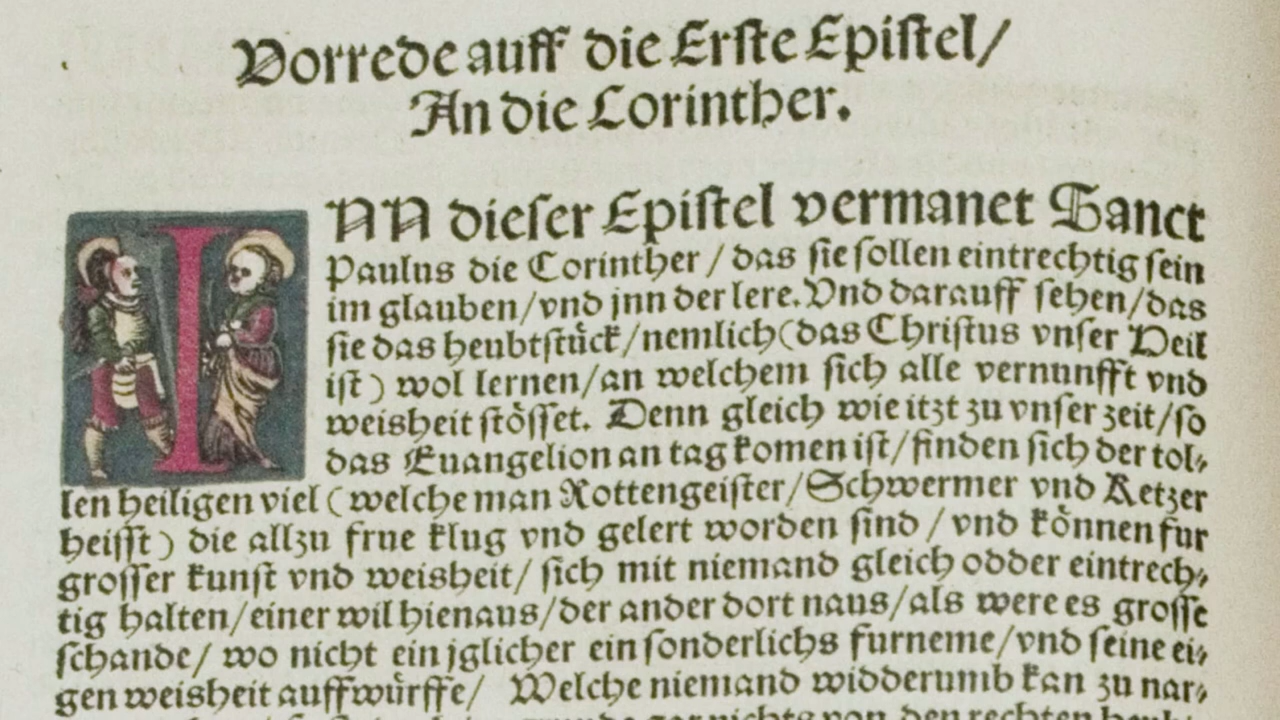 Vorrede auff die Erste Epistel/
An die Corinther.
INN dieser Epistel vermanet Sanct
Paulus die Corinther / das sie sollen eintrechtig sein
im glauben/vnd jnn der lere. Vnd darauff sehen/das
sie das heubtstück/nemlich (das Christus vnser Heil
ist) wol lernen/an welchem sich alle vernunfft vnd
weisheit stösset. Denn gleich wie itzt zu vnser zeit/so
das Euangelion an tag komen ist/finden sich der tol-
len heiligen viel (welche man Rottengeister/Schwermer vnd Ketzer
heisst) die allzu frue klug vnd gelert worden sind / vnd können fur
grosser kunst vnd weisheit/ sich mit niemand gleich odder eintrech-
tig halten/einer wil hienaus/der ander dort naus/als were es grosse
schande/ wo nicht ein jglicher ein sonderlichs furneme/vnd seine ei-
gen weisheit auffwürffe/ Welche niemand widderumb kan zu nar-
gar nichts von den rechten